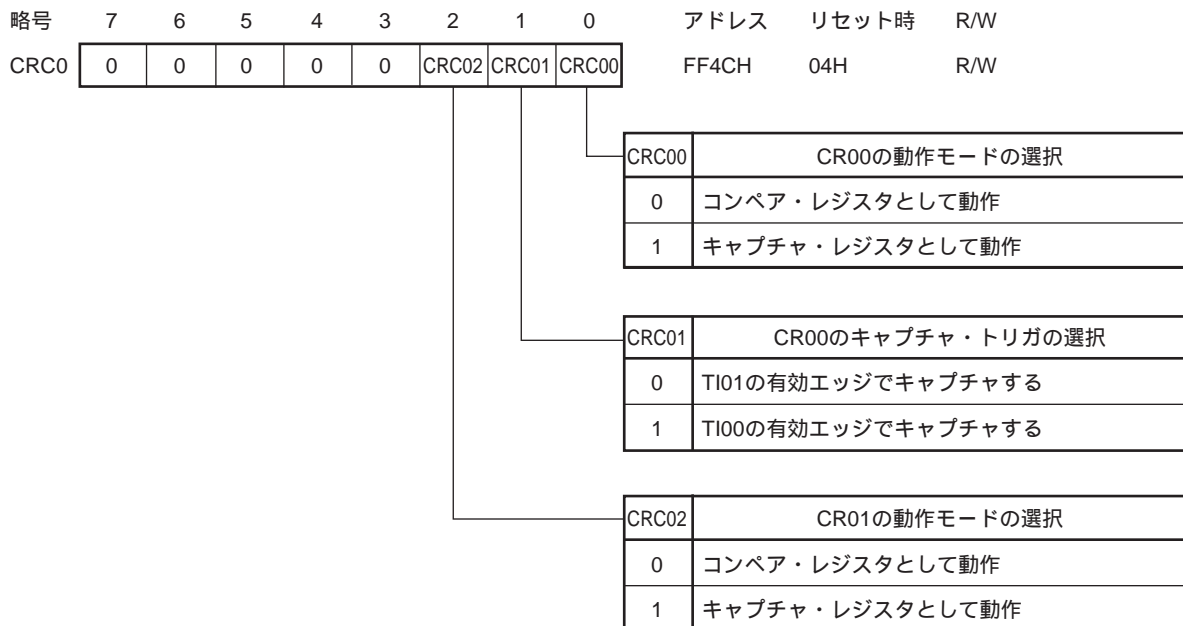 略号 7 6 5 4 3 2 1 0 アドレス リセット時 R/W
CRC0 0 0 0 0 0 CRC02 CRC01 CRC00 FF4CH 04H R/W
CRC00 CR00の動作モードの選択
0 コンペア・レジスタとして動作
1 キャプチャ・レジスタとして動作
CRC01 CR00のキャプチャ・トリガの選択
0 TI01の有効エッジでキャプチャする
1 TI00の有効エッジでキャプチャする
CRC02 CR01の動作モードの選択
0 コンペア・レジスタとして動作
1 キャプチャ・レジスタとして動作